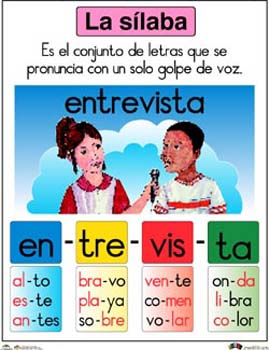 La sílaba
Es el conjunto de letras que se
pronuncia con un solo golpe de voz.
entrevista
en - tre - vis - ta
al-to bra-vo ven-te on-da
es-te pla-ya co-men li-bra
an-tes so-bre vo-lar co-lor